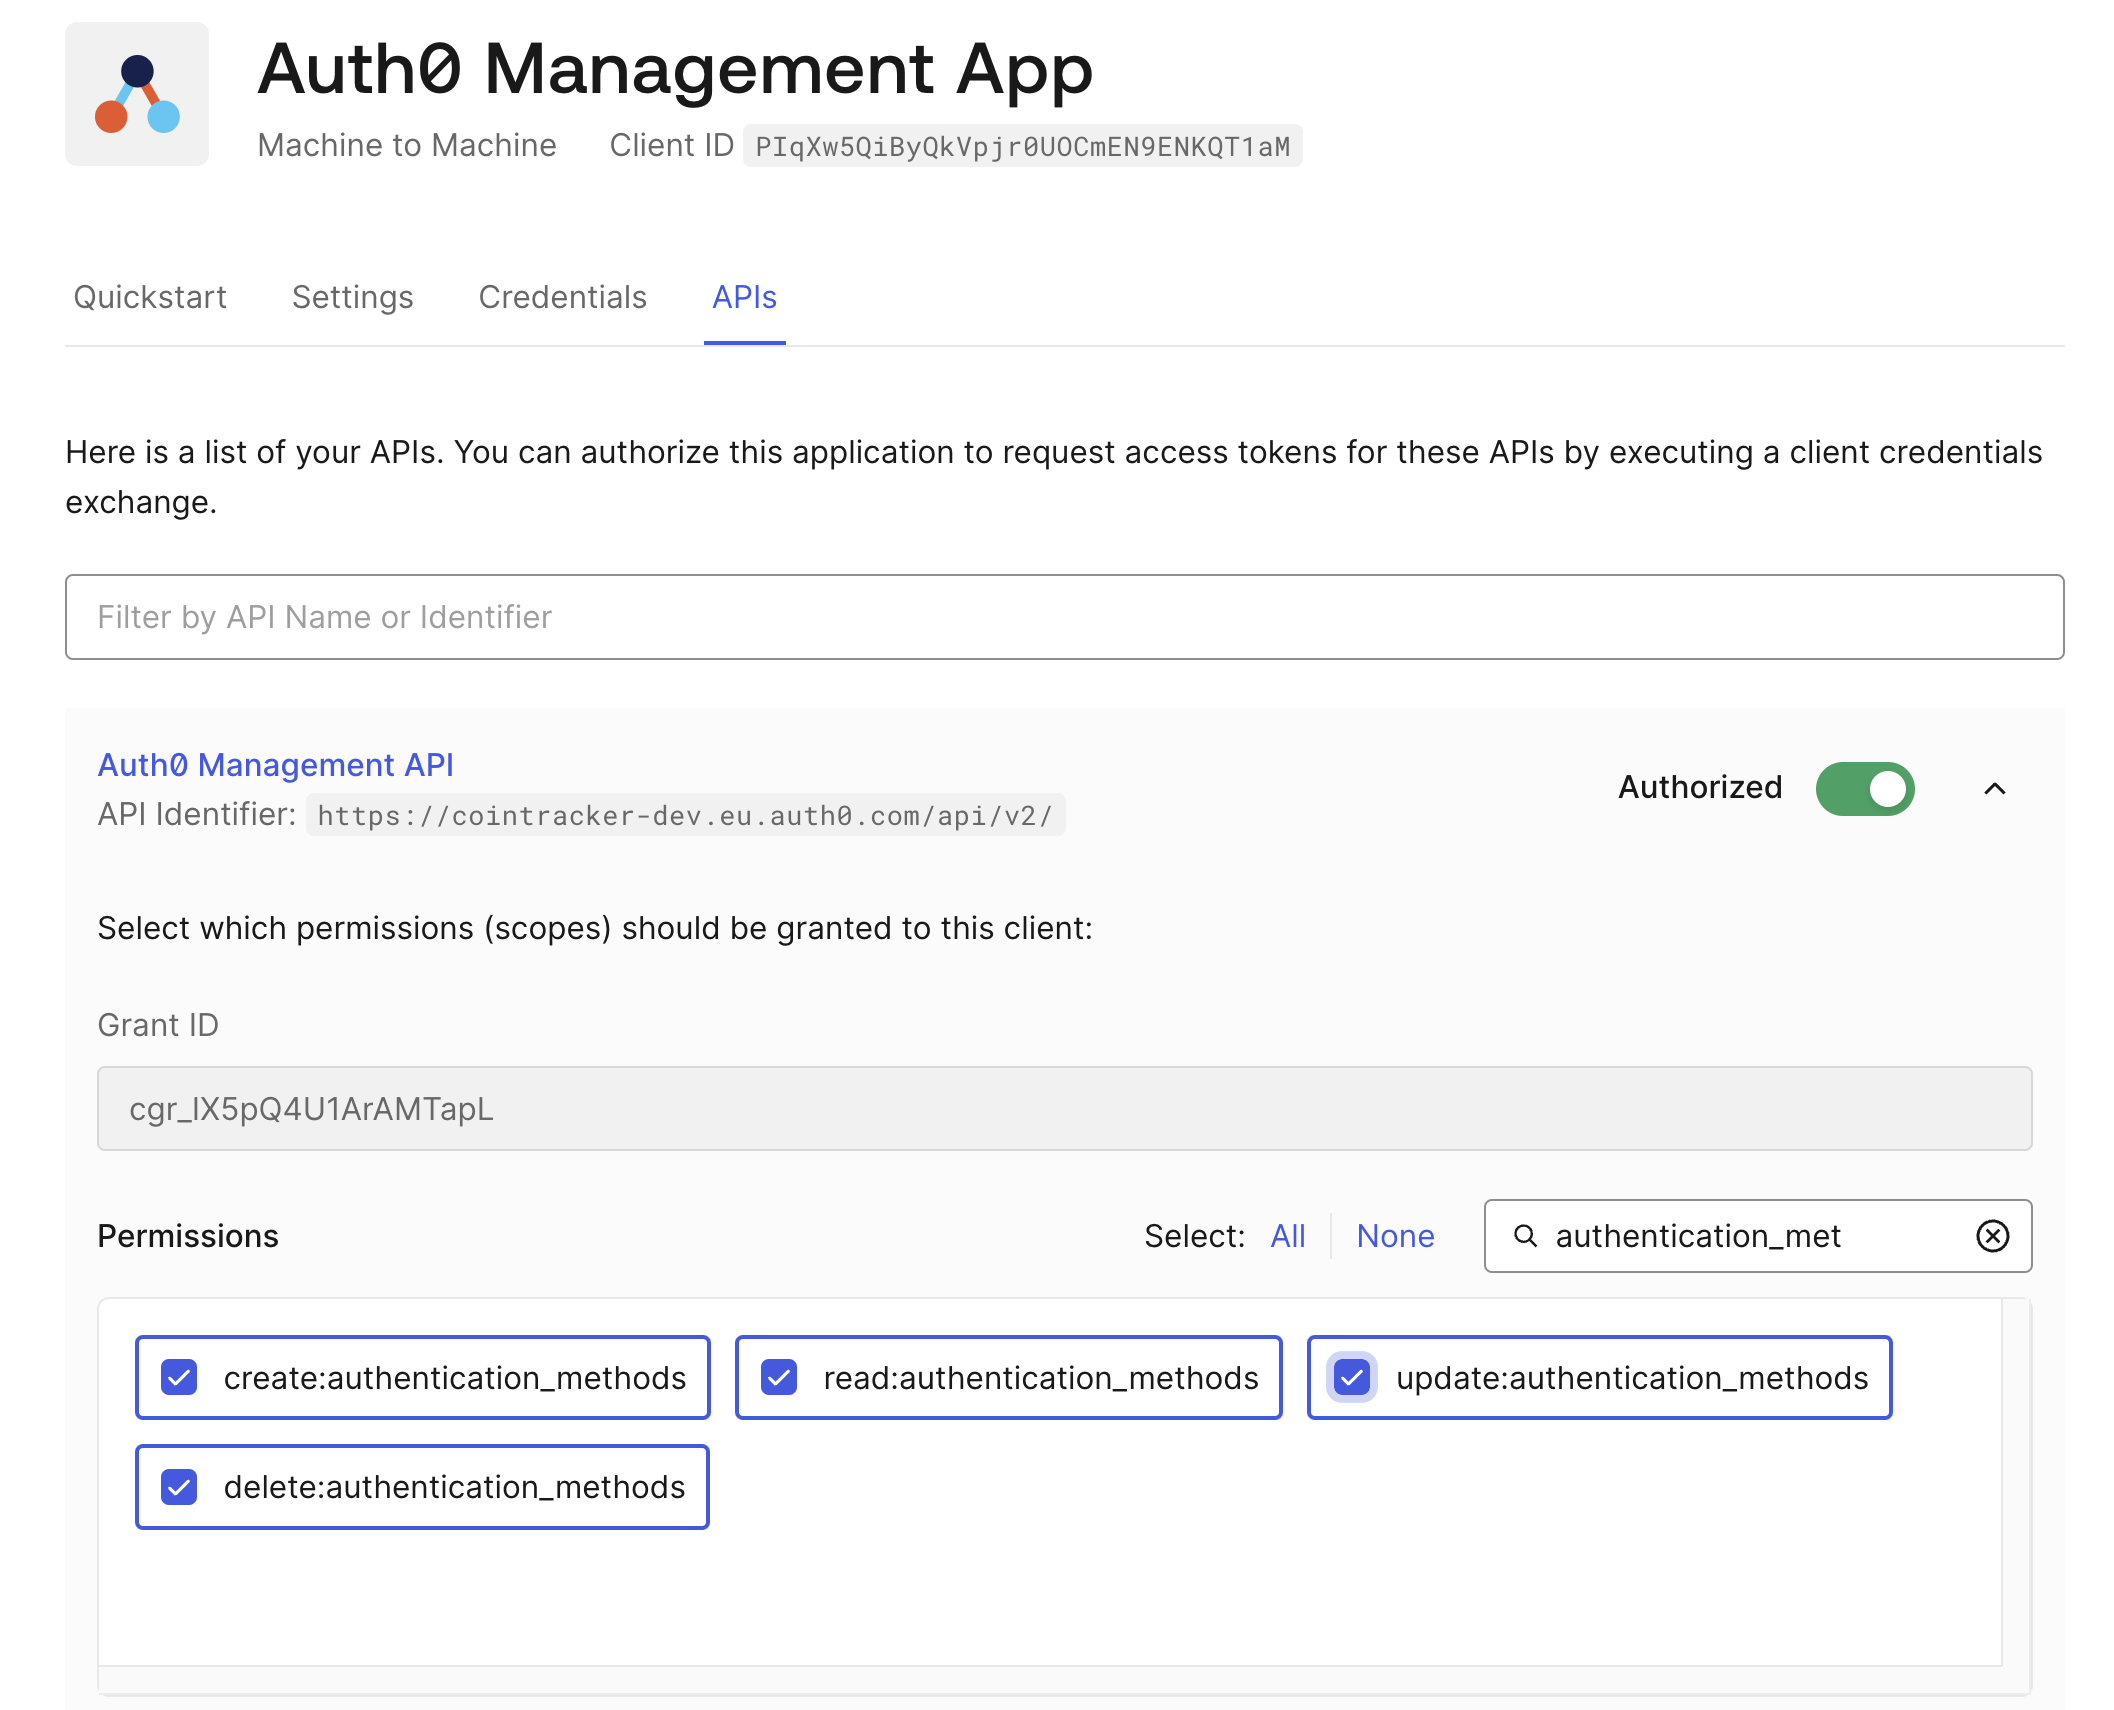 Auth0 Management App
Machine to Machine Client ID PIqXw5QiByQkVpjr0UOCmEN9ENKQT1aM
Quickstart Settings Credentials APIs
Here is a list of your APIs. You can authorize this application to request access tokens for these APIs by executing a client credentials
exchange.
Filter by API Name or Identifier
Auth0 Management API
API Identifier: https://cointracker-dev.eu.auth0.com/api/v2/
Authorized
Select which permissions (scopes) should be granted to this client:
Grant ID
cgr_lX5pQ4U1ArAMTapL
Permissions Select: All None authentication_met
create:authentication_methods read:authentication_methods update:authentication_methods
delete:authentication_methods